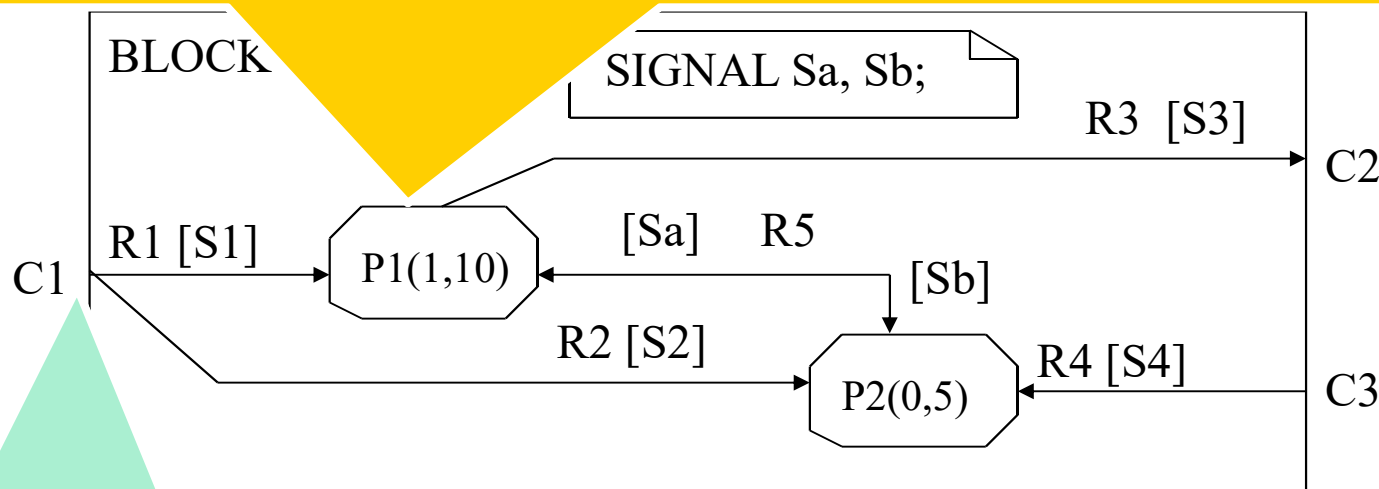 BLOCK
SIGNAL Sa, Sb;
R3 [S3]
C2
R1 [S1]
[Sa] R5
C1
P1(1,10)
[Sb]
R2 [S2]
R4 [S4]
P2(0,5)
C3